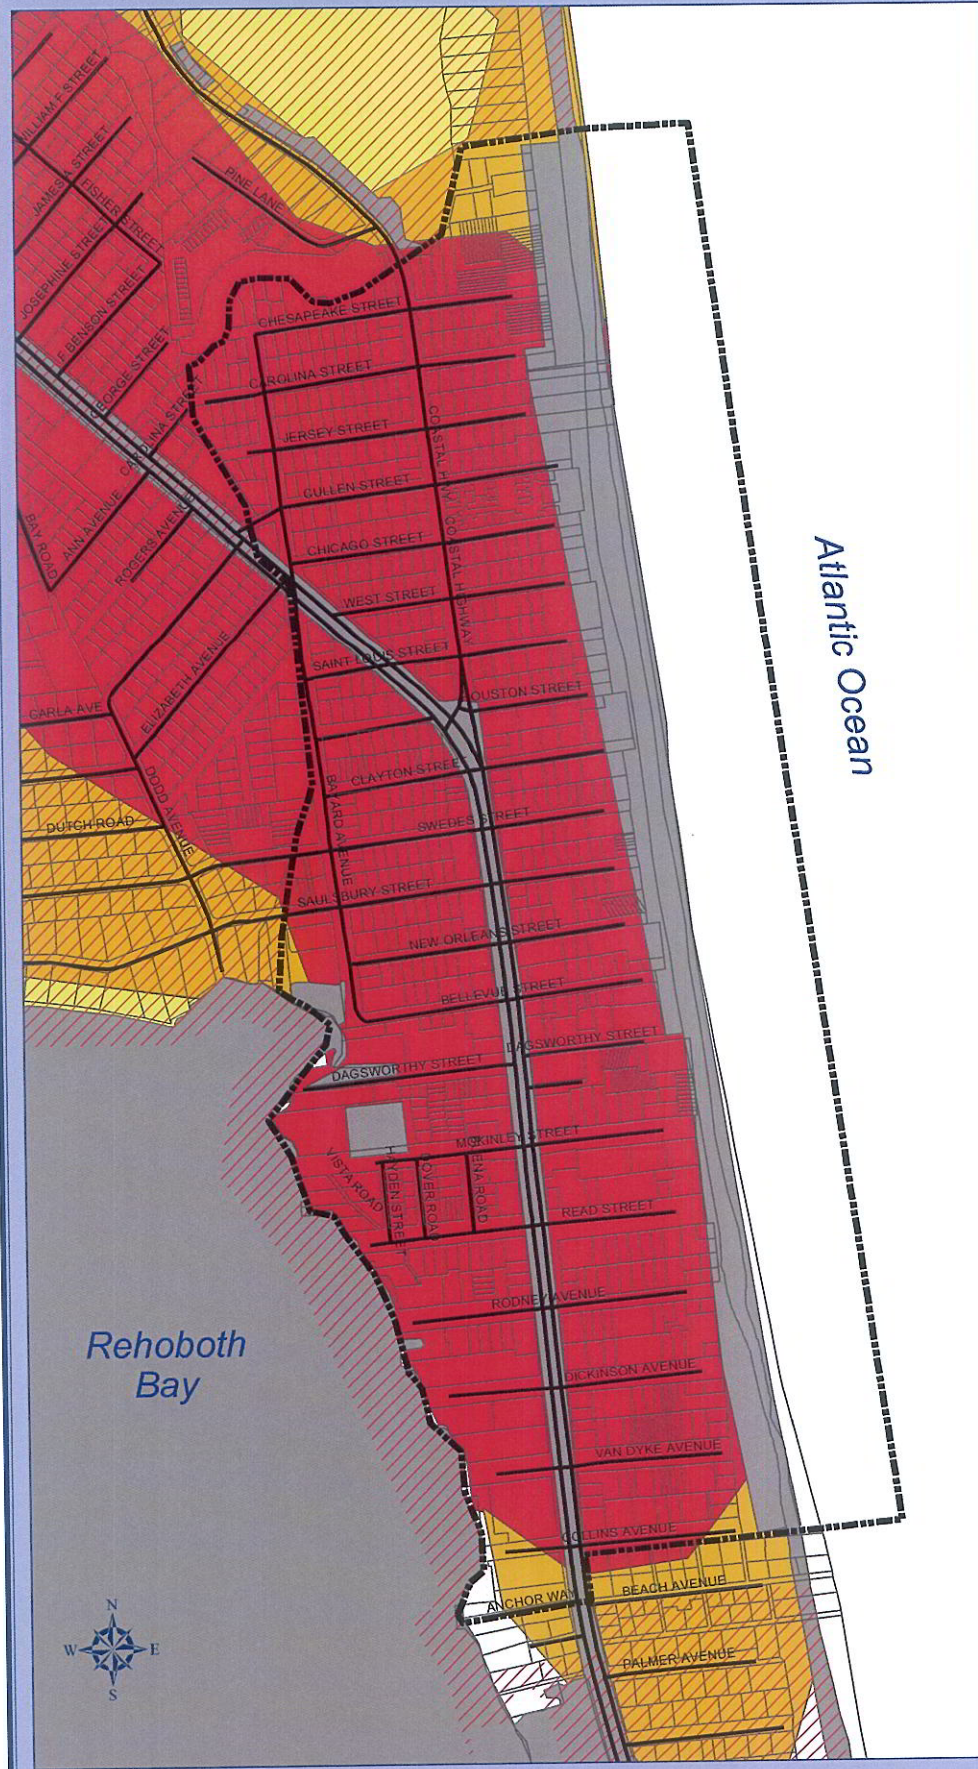 WILLIAM F STREET
JAMES A STREET
FISHER STREET
PINE LANE
JOSEPHINE STREET
F BENSON STREET
GEORGE STREET
CAROLINA STREET
CHESAPEAKE STREET
CAROLINA STREET
JERSEY STREET
COASTAL HWY
COASTAL HIGHWAY
CULLEN STREET
CHICAGO STREET
WEST STREET
SAINT LOUIS STREET
HOUSTON STREET
BAY ROAD
ANN AVENUE
ROGERS AVENUE
ELIZABETH AVENUE
CARLA AVE
DODD AVENUE
DUTCH ROAD
BAYARD AVENUE
CLAYTON STREET
SWEDES STREET
SAULSBURY STREET
NEW ORLEANS STREET
BELLEVUE STREET
DAGSWORTHY STREET
DAGSWORTHY STREET
MCKINLEY STREET
VISTA ROAD
HAYDEN STREET
DOVER ROAD
READ STREET
RODNEY AVENUE
DICKINSON AVENUE
VAN DYKE AVENUE
COLLINS AVENUE
ANCHOR WAY
BEACH AVENUE
PALMER AVENUE
Atlantic Ocean
Rehoboth
Bay
N
W E
S